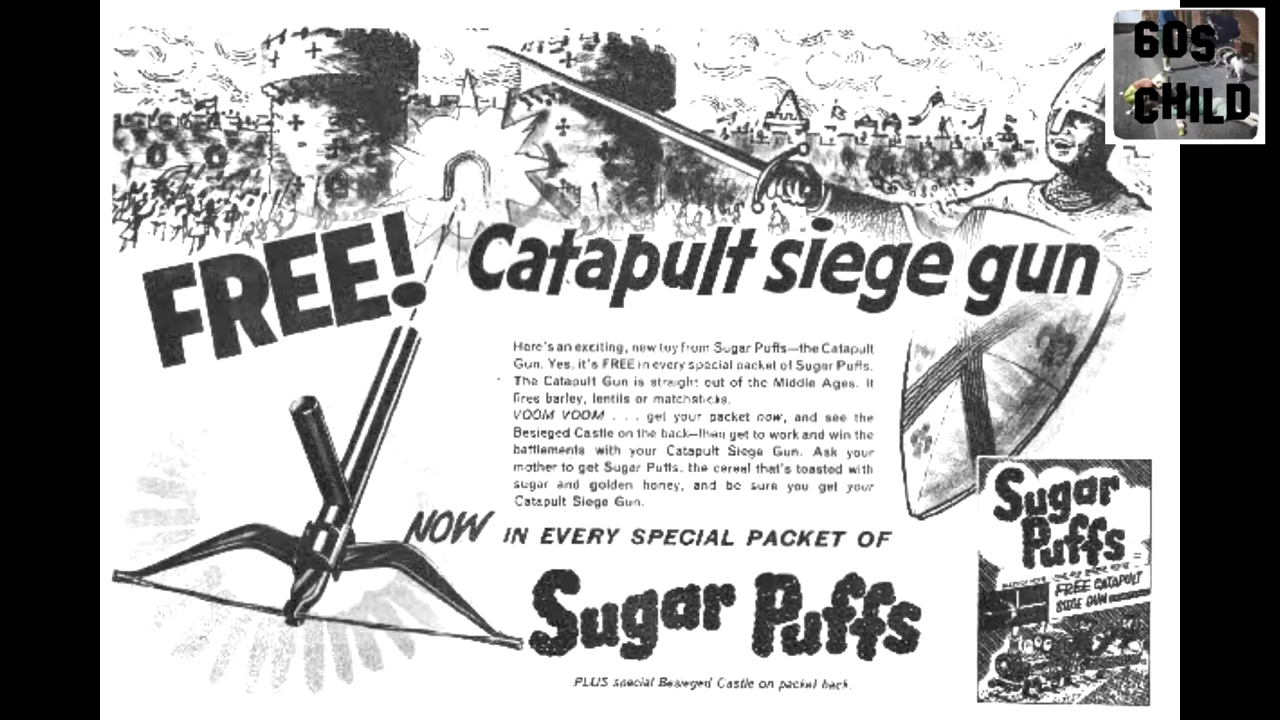 60s
CHILD
FREE!
Catapult siege gun
Here's an exciting, new toy from Sugar Puffs—the Catapult
Gun. Yes, it's FREE in every special packet of Sugar Puffs.
The Catapult Gun is straight out of the Middle Ages. It
fires barley, lentils or matchsticks.
VOOM VOOM . . . get your packet now, and see the
Besieged Castle on the back—then get to work and win the
battlements with your Catapult Siege Gun. Ask your
mother to get Sugar Puffs, the cereal that's toasted with
sugar and golden honey, and be sure you get your
Catapult Siege Gun.
NOW IN EVERY SPECIAL PACKET OF
Sugar Puffs
PLUS special Besieged Castle on packet back.
Sugar
Puffs
FREE CATAPULT
SIEGE GUN